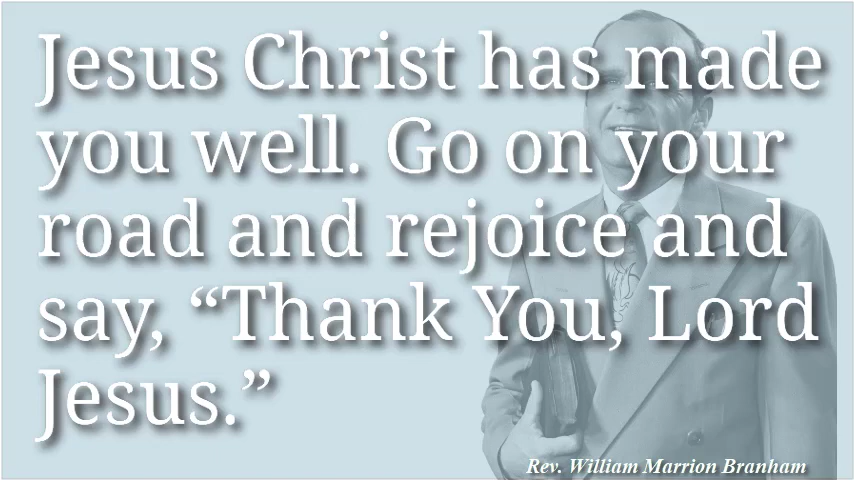 Jesus Christ has made
you well. Go on your
road and rejoice and
say, “Thank You, Lord
Jesus.”
Rev. William Marrion Branham